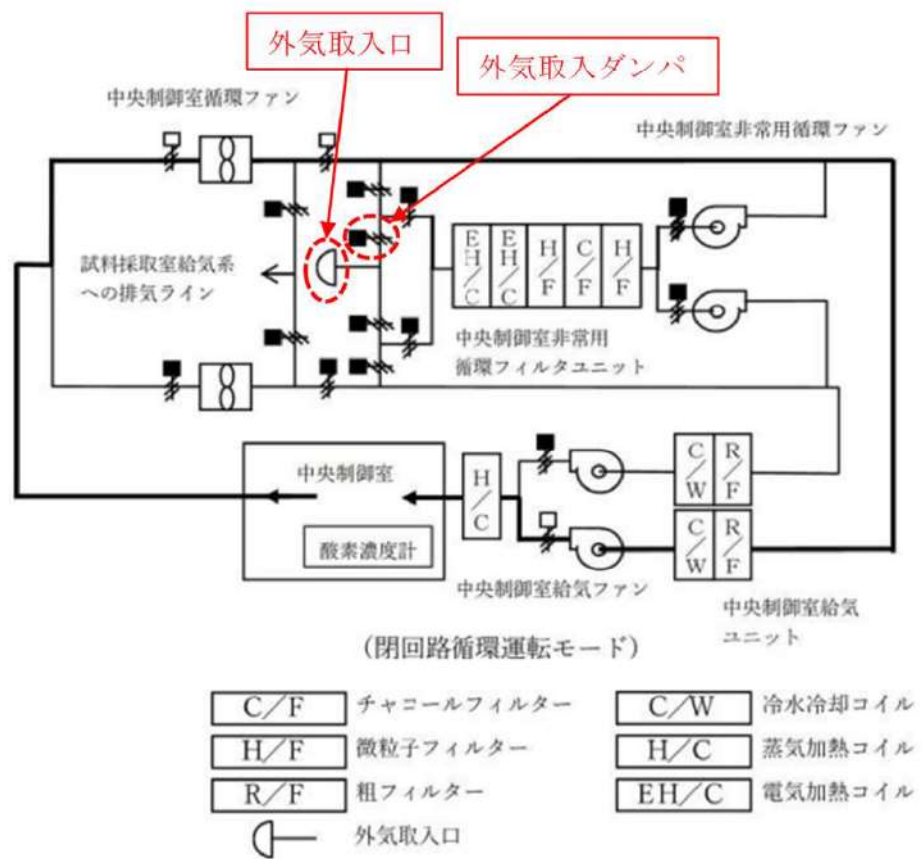 外気取入口
外気取入ダンパ
中央制御室循環ファン
中央制御室非常用循環ファン
E
H
/
C
E
H
/
C
H
/
F
C
/
F
H
/
F
試料採取室給気系
への排気ライン
中央制御室非常用
循環フィルタユニット
中央制御室
酸素濃度計
H
/
C
C
/
W
R
/
F
C
/
W
R
/
F
中央制御室給気ファン
中央制御室給気
ユニット
(閉回路循環運転モード)
C/F チャコールフィルター
C/W 冷水冷却コイル
H/F 微粒子フィルター
H/C 蒸気加熱コイル
R/F 粗フィルター
EH/C 電気加熱コイル
外気取入口